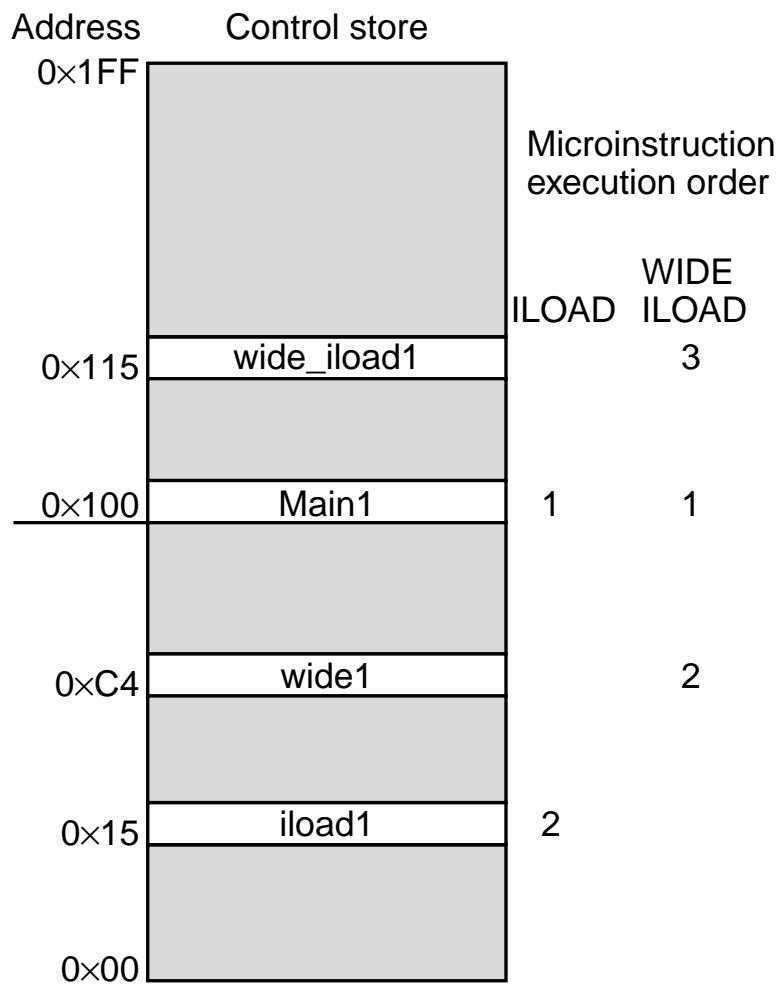 Address Control store
0×1FF
Microinstruction
execution order
WIDE
ILOAD ILOAD
0×115 wide_iload1 3
0×100 Main1 1 1
0×C4 wide1 2
0×15 iload1 2
0×00